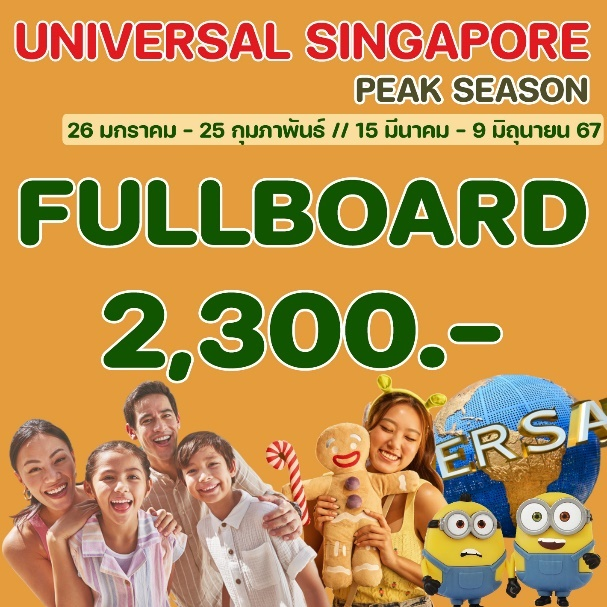 UNIVERSAL SINGAPORE
PEAK SEASON
26 มกราคม - 25 กุมภาพันธ์ // 15 มีนาคม - 9 มิถุนายน 67
FULLBOARD
2,300.-
ERSA